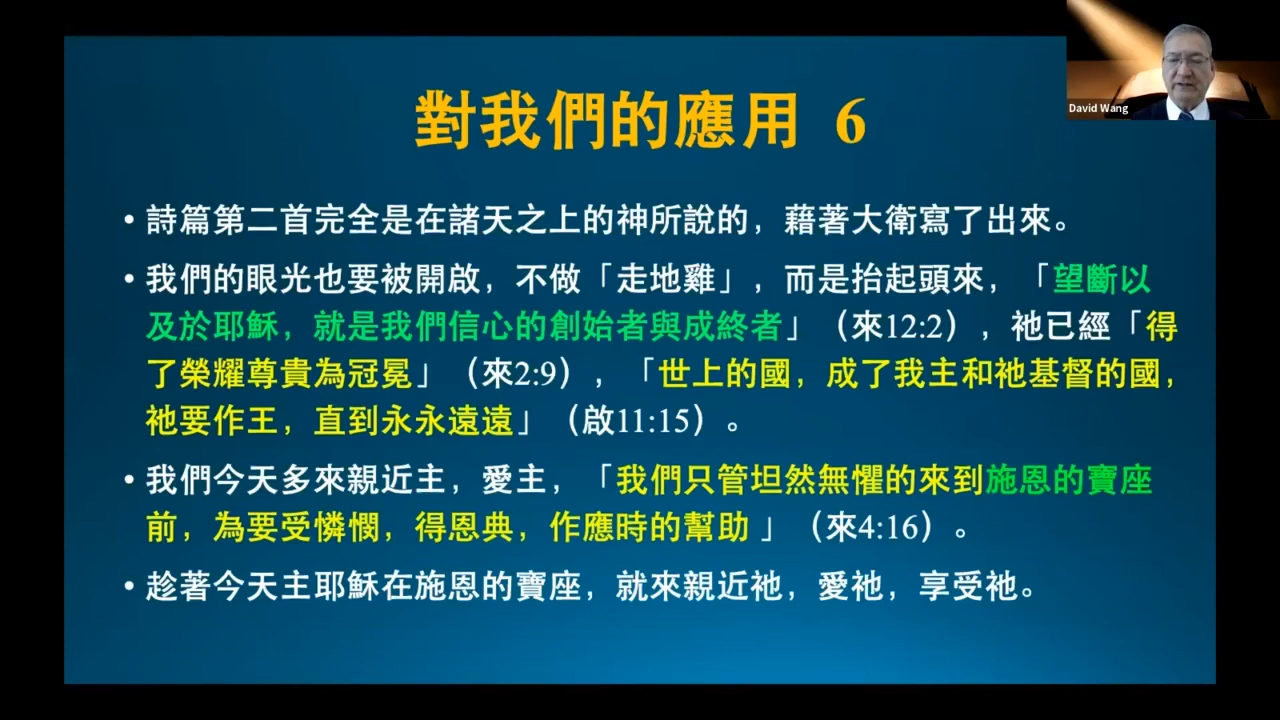 對我們的應用 6
David Wang
• 詩篇第二首完全是在諸天之上的神所說的，藉著大衛寫了出來。
• 我們的眼光也要被開啟，不做「走地雞」，而是抬起頭來，「望斷以
及於耶穌，就是我們信心的創始者與成終者」（來12:2），祂已經「得
了榮耀尊貴為冠冕」（來2:9），「世上的國，成了我主和祂基督的國，
祂要作王，直到永永遠遠」（啟11:15）。
• 我們今天多來親近主，愛主，「我們只管坦然無懼的來到施恩的寶座
前，為要受憐憫，得恩典，作應時的幫助 」（來4:16）。
• 趁著今天主耶穌在施恩的寶座，就來親近祂，愛祂，享受祂。